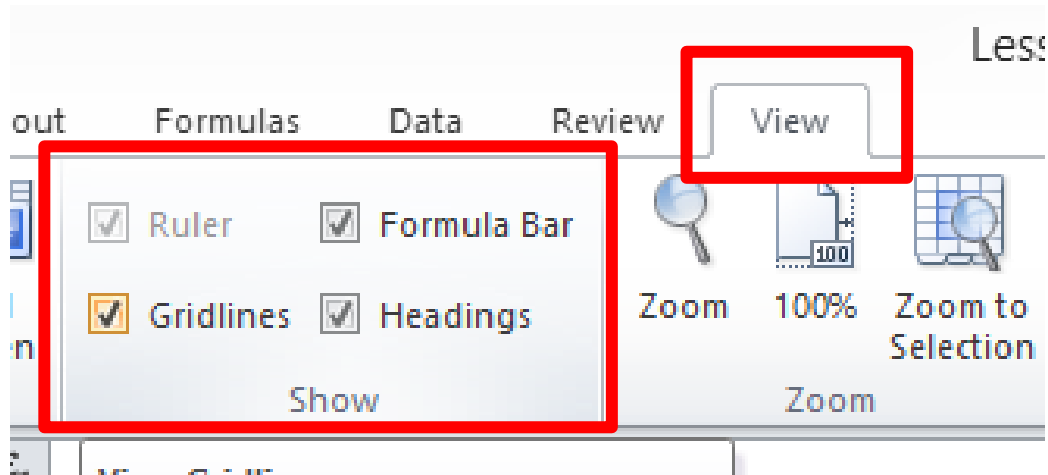 Less
out Formulas Data Review View
Ruler Formula Bar
100
Gridlines Headings Zoom 100% Zoom to
en Selection
Show Zoom